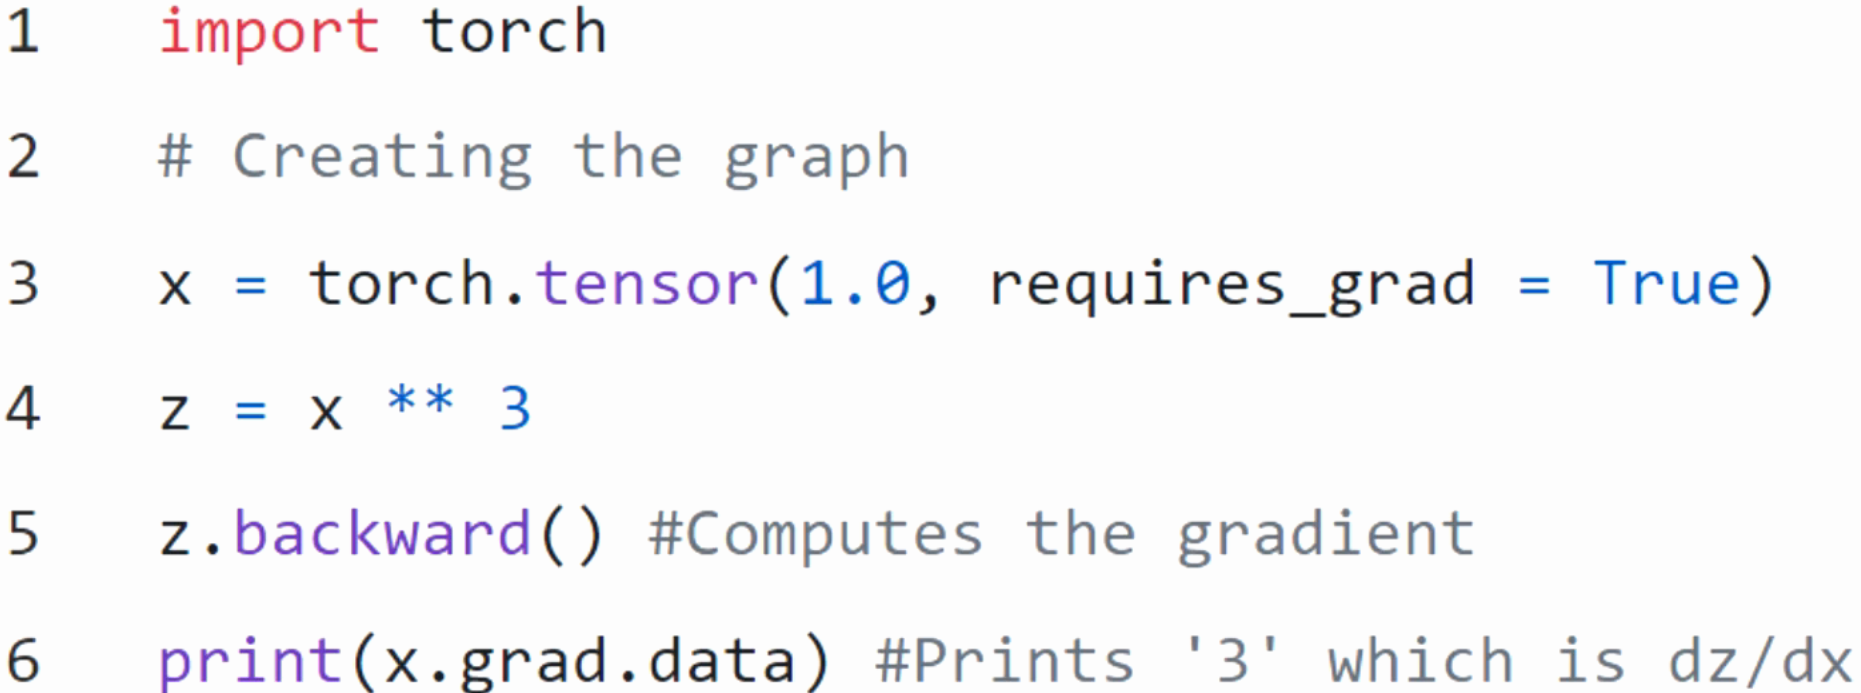 1 import torch
2 # Creating the graph
3 x = torch.tensor(1.0, requires_grad = True)
4 z = x ** 3
5 z.backward() #Computes the gradient
6 print(x.grad.data) #Prints '3' which is dz/dx